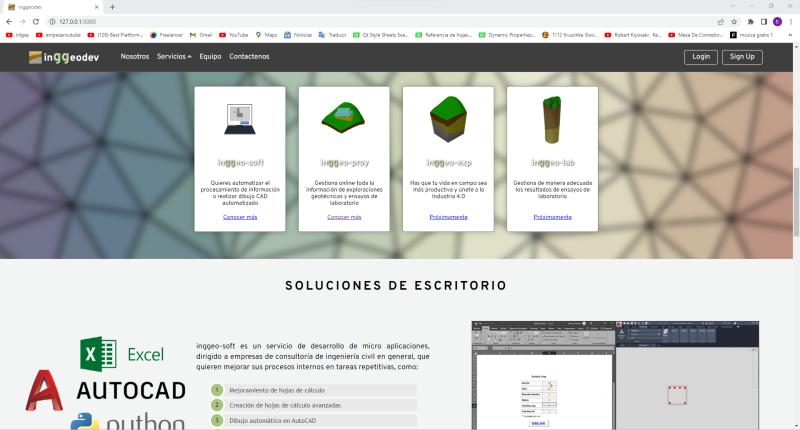 inggeodev
127.0.0.1:5000
intges
empezaroutube
(126) Best Platform...
Freelancer
Gmail
YouTube
Maps
Noticias
Traducir
Qt Style Sheets Exa...
Referencia de hojas...
Dynamic Properties...
7/12 Kruschke Goo...
Robert Kiyosaki: Ke...
Meza De Comedor...
musica gratis 1
inggeodev
Nosotros
Servicios
Equipo
Contactenos
Login
Sign Up
inggeo-soft
Quieres automatizar el
procesamiento de información
o realizar dibujo CAD
automatizado
Conocer más
inggeo-proy
Gestiona online toda la
información de exploraciones
geotécnicas y ensayos de
laboratorio
Conocer más
inggeo-exp
Has que tu vida en campo sea
más productiva y únete a la
Industria 4.0
Próximamente
inggeo-lab
Gestiona de manera adecuada
los resultados de ensayos de
laboratorio
Próximamente
SOLUCIONES DE ESCRITORIO
Excel
AUTOCAD
python
inggeo-soft es un servicio de desarrollo de micro aplicaciones,
dirigido a empresas de consultoría de ingeniería civil en general, que
quieren mejorar sus procesos internos en tareas repetitivas, como:
1 Mejoramiento de hojas de cálculo
2 Creación de hojas de cálculo avanzadas
3 Dibujo automático en AutoCAD
DIBUJAR